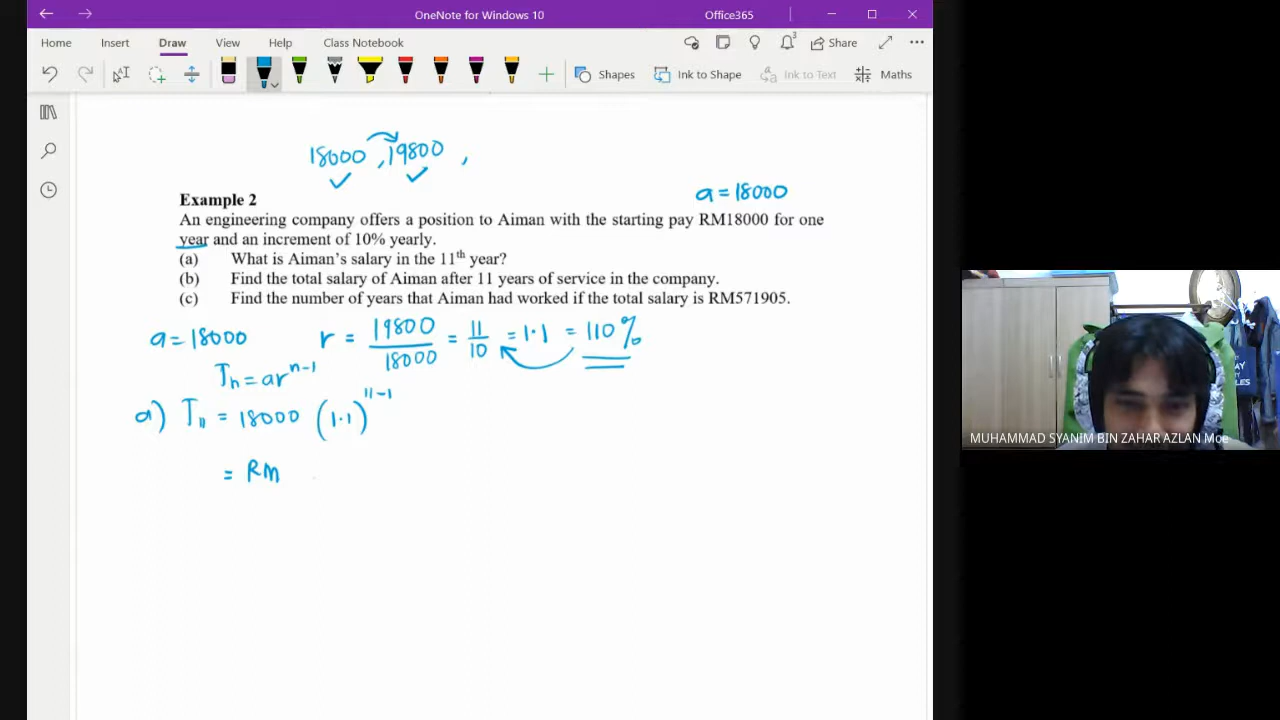 OneNote for Windows 10
Office365
Home Insert Draw View Help Class Notebook
3
Share
Shapes Ink to Shape Ink to Text Maths
18000 , 19800 ,
a = 18000
Example 2
An engineering company offers a position to Aiman with the starting pay RM18000 for one
year and an increment of 10% yearly.
(a) What is Aiman's salary in the 11th year?
(b) Find the total salary of Aiman after 11 years of service in the company.
(c) Find the number of years that Aiman had worked if the total salary is RM571905.
a = 18000 r = 19800/18000 = 11/10 = 1.1 = 110%
Tn = ar^n-1
a) T11 = 18000 (1.1)^11-1
= RM
MUHAMMAD SYANIM BIN ZAHAR AZLAN Moe